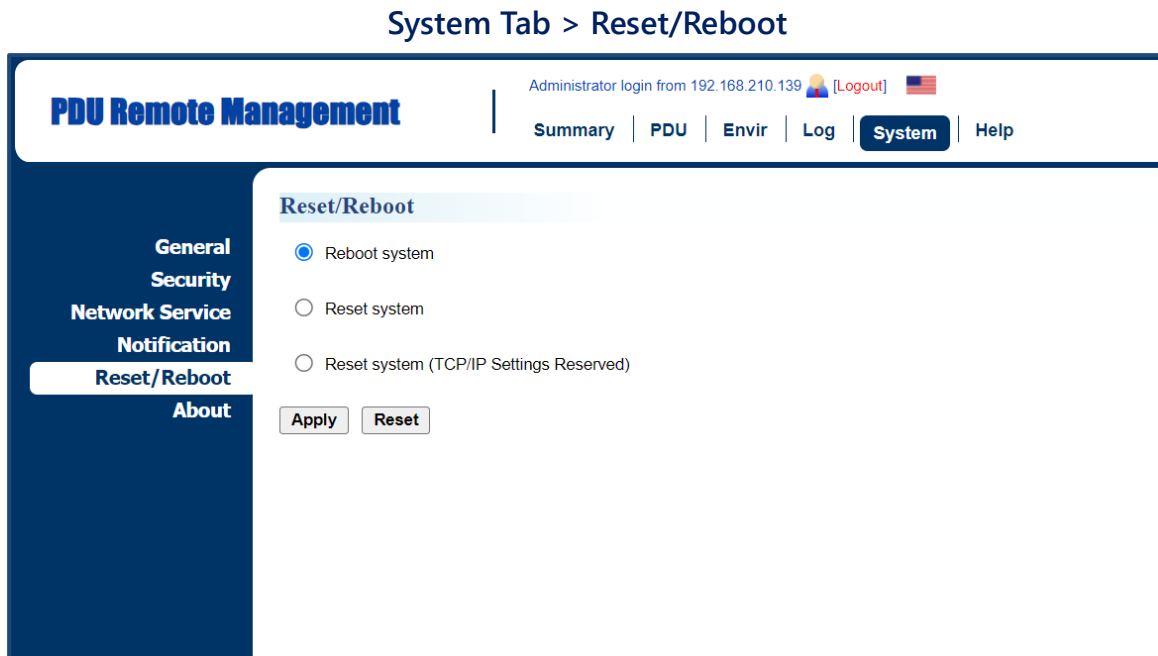 System Tab > Reset/Reboot
PDU Remote Management
Administrator login from 192.168.210.139 [Logout]
Summary PDU Envir Log System Help
Reset/Reboot
General
Security
Network Service
Notification
Reset/Reboot
About
Reboot system
Reset system
Reset system (TCP/IP Settings Reserved)
Apply Reset